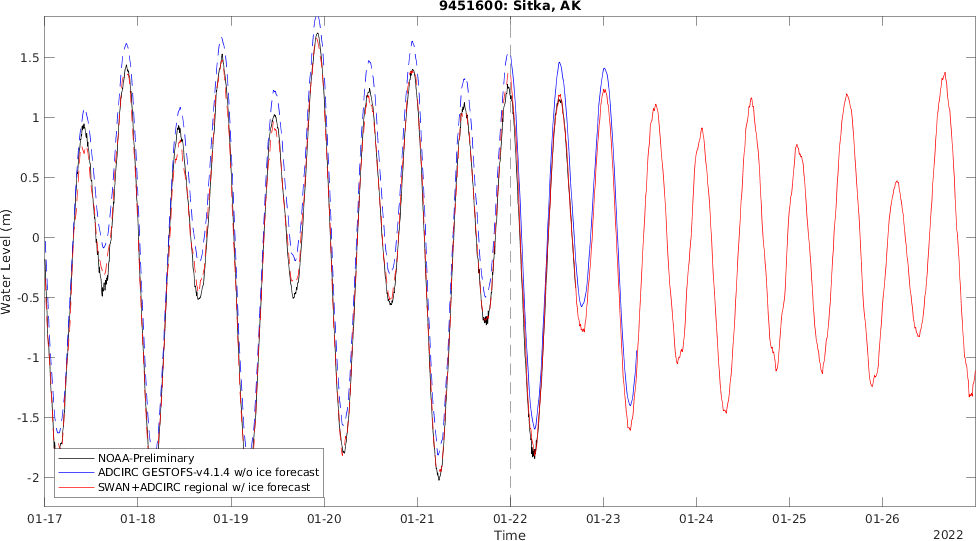 9451600: Sitka, AK
Water Level (m)
1.5
1
0.5
0
-0.5
-1
-1.5
-2
NOAA-Preliminary
ADCIRC GESTOFS-v4.1.4 w/o ice forecast
SWAN+ADCIRC regional w/ ice forecast
01-17 01-18 01-19 01-20 01-21 01-22 01-23 01-24 01-25 01-26
Time
2022